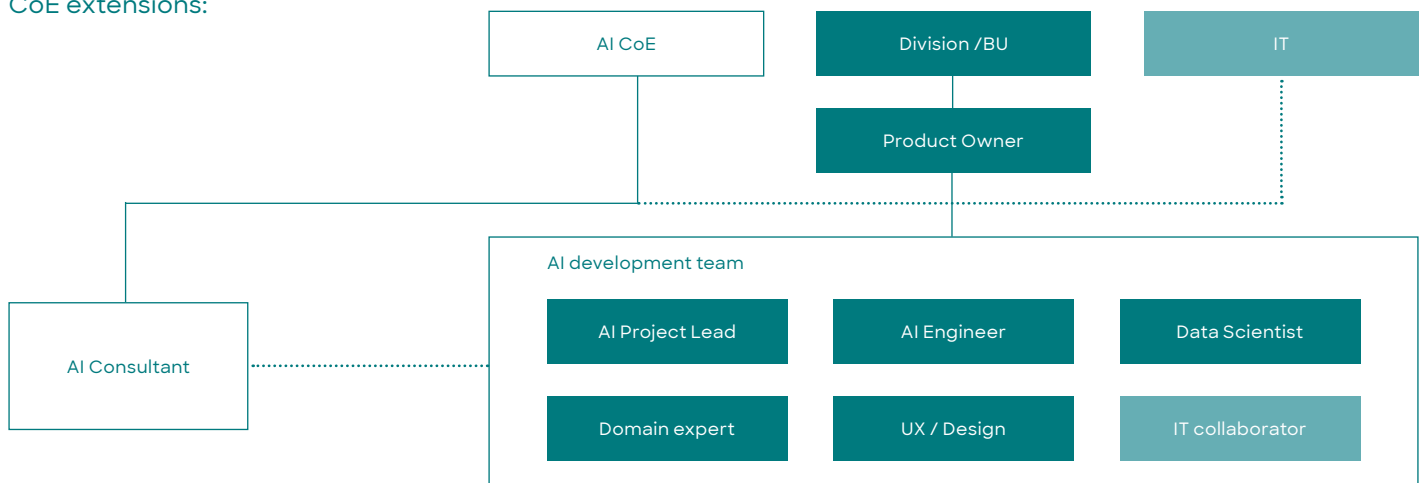 CoE extensions:
AI CoE
Division /BU
IT
Product Owner
AI development team
AI Project Lead
AI Engineer
Data Scientist
AI Consultant
Domain expert
UX / Design
IT collaborator